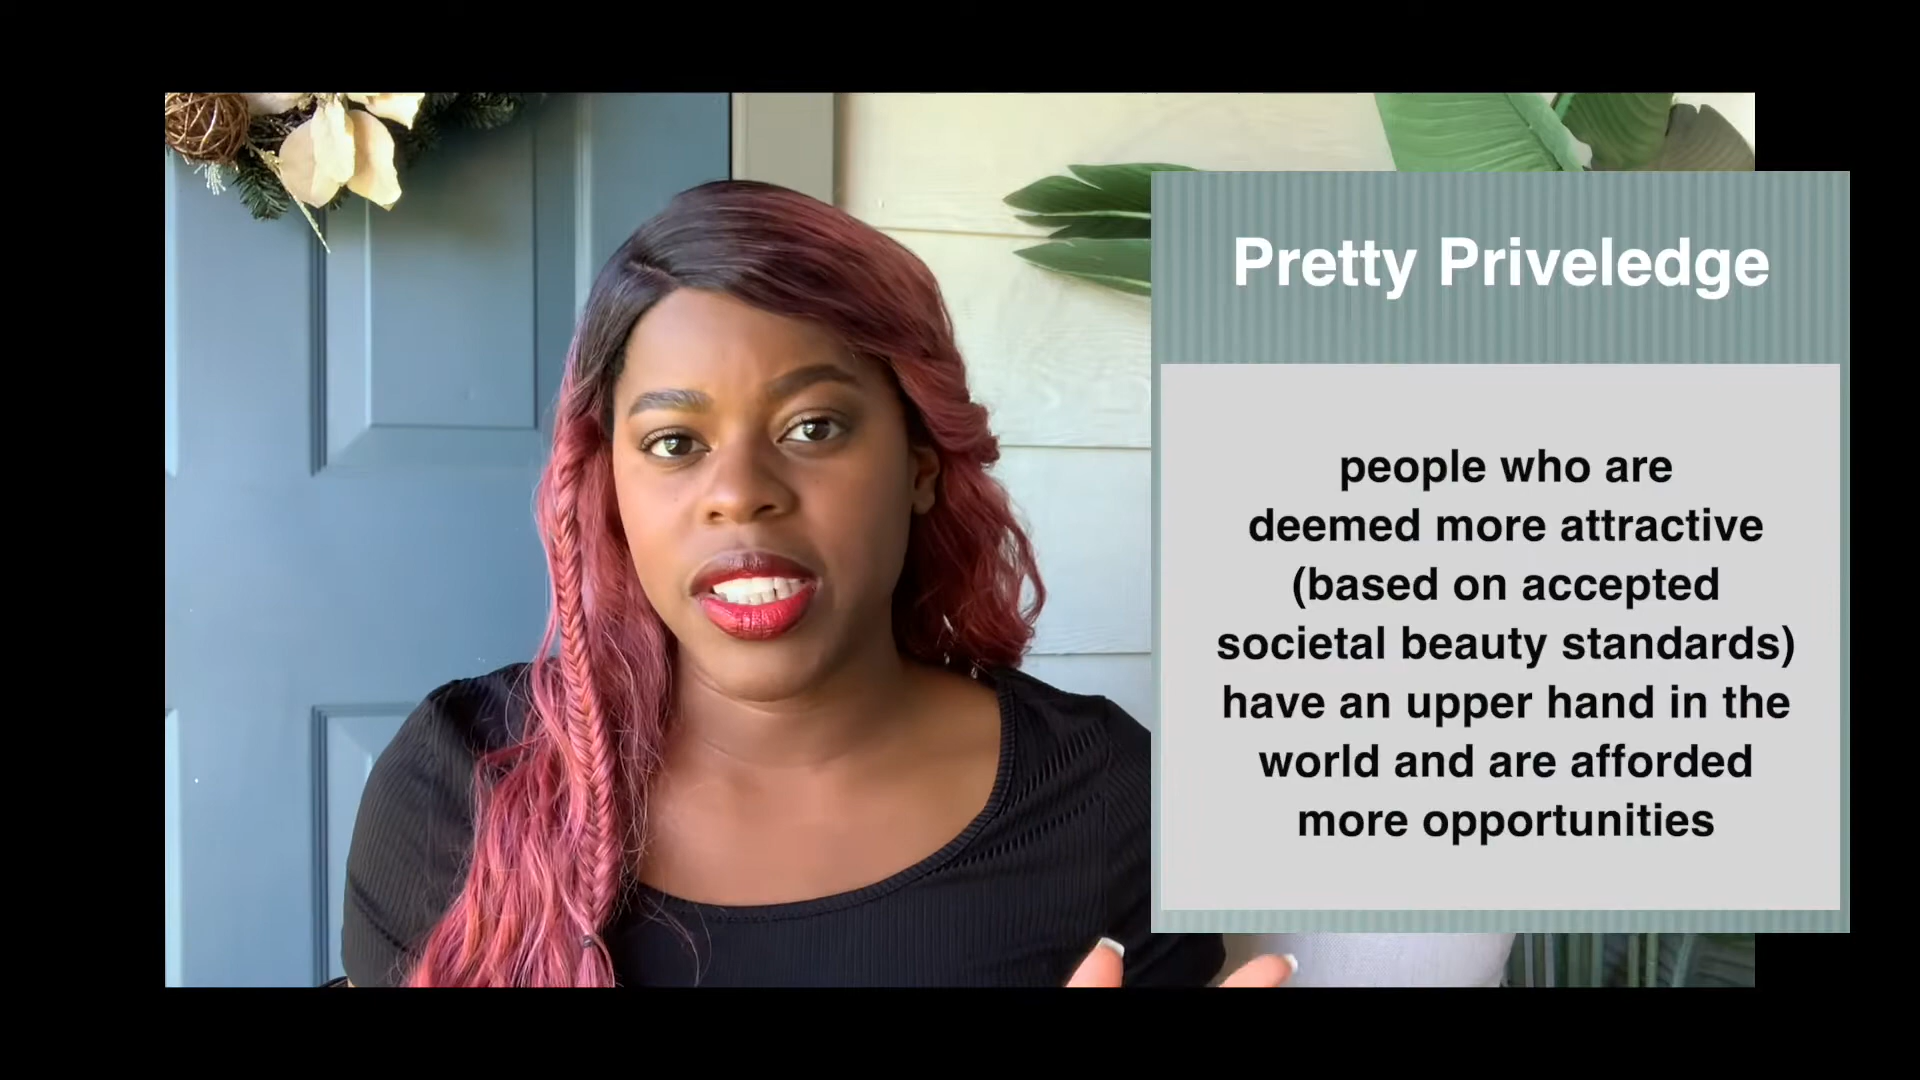 Pretty Priveledge
people who are
deemed more attractive
(based on accepted
societal beauty standards)
have an upper hand in the
world and are afforded
more opportunities